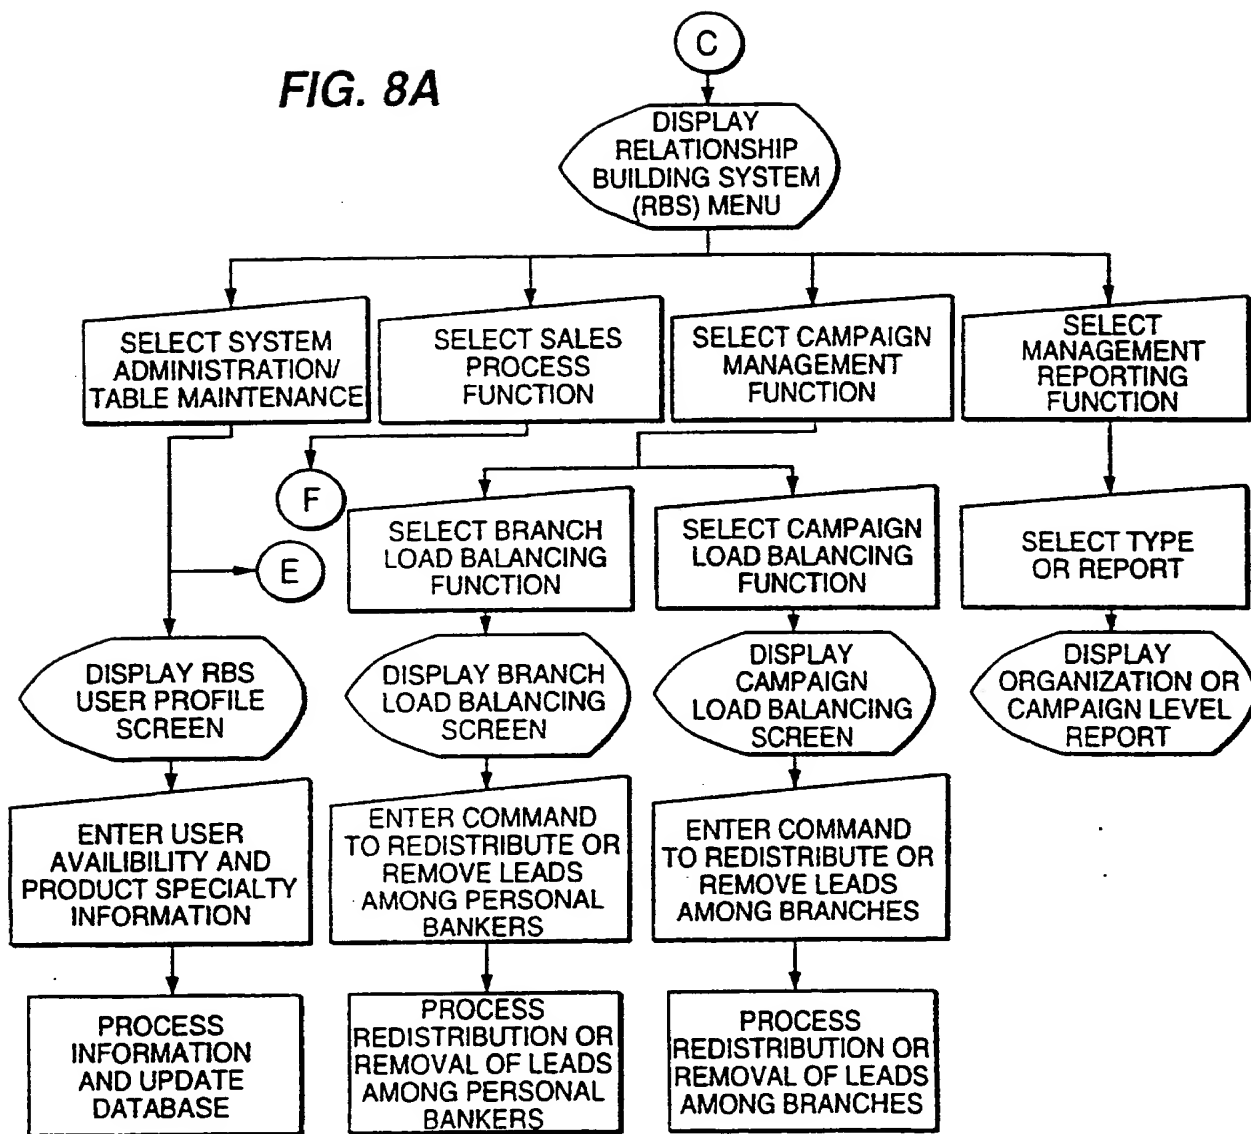 C
FIG. 8A
DISPLAY
RELATIONSHIP
BUILDING SYSTEM
(RBS) MENU
SELECT SYSTEM
ADMINISTRATION/
TABLE MAINTENANCE
SELECT SALES
PROCESS
FUNCTION
SELECT CAMPAIGN
MANAGEMENT
FUNCTION
SELECT
MANAGEMENT
REPORTING
FUNCTION
F
E
SELECT BRANCH
LOAD BALANCING
FUNCTION
SELECT CAMPAIGN
LOAD BALANCING
FUNCTION
SELECT TYPE
OR REPORT
DISPLAY RBS
USER PROFILE
SCREEN
DISPLAY BRANCH
LOAD BALANCING
SCREEN
DISPLAY
CAMPAIGN
LOAD BALANCING
SCREEN
DISPLAY
ORGANIZATION OR
CAMPAIGN LEVEL
REPORT
ENTER USER
AVAILIBILITY AND
PRODUCT SPECIALTY
INFORMATION
ENTER COMMAND
TO REDISTRIBUTE OR
REMOVE LEADS
AMONG PERSONAL
BANKERS
ENTER COMMAND
TO REDISTRIBUTE OR
REMOVE LEADS
AMONG BRANCHES
PROCESS
INFORMATION
AND UPDATE
DATABASE
PROCESS
REDISTRIBUTION OR
REMOVAL OF LEADS
AMONG PERSONAL
BANKERS
PROCESS
REDISTRIBUTION OR
REMOVAL OF LEADS
AMONG BRANCHES